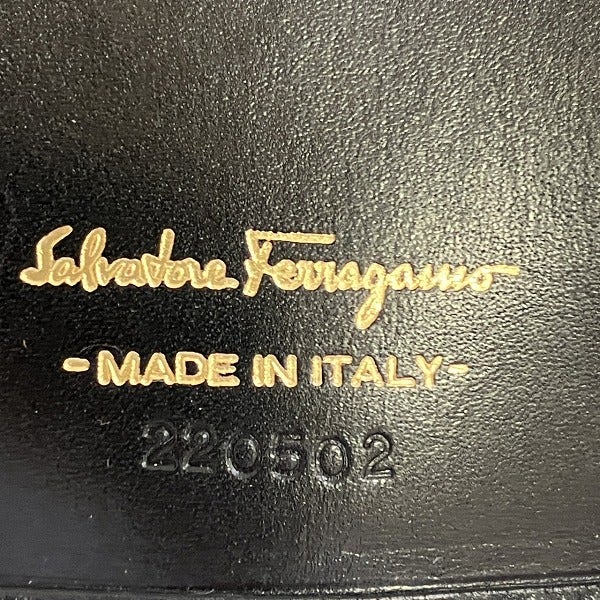 Salvatore Ferragamo
-MADE IN ITALY-
220502